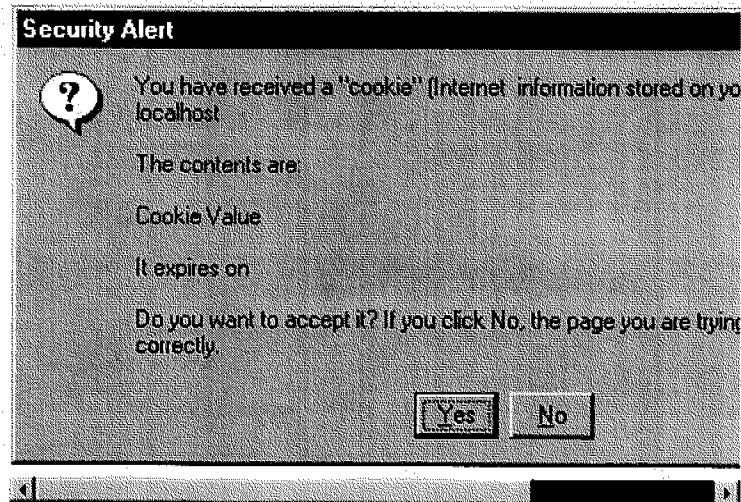 Security Alert
?
You have received a "cookie" (Internet information stored on yo
localhost
The contents are:
Cookie Value
It expires on
Do you want to accept it? If you click No, the page you are trying
correctly.
Yes No